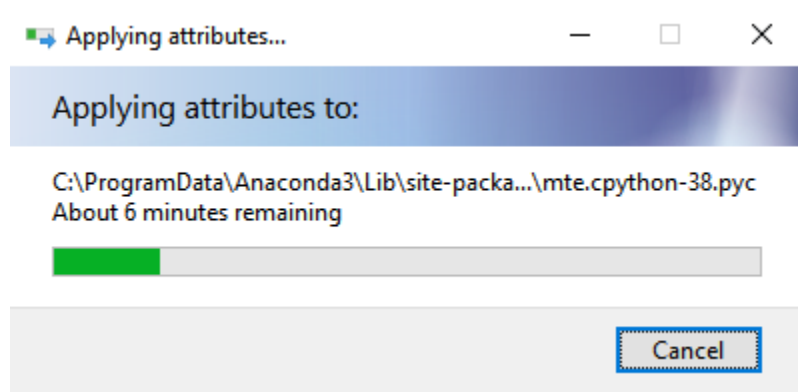 Applying attributes...
Applying attributes to:
C:\ProgramData\Anaconda3\Lib\site-packa...\mte.cpython-38.pyc
About 6 minutes remaining
Cancel